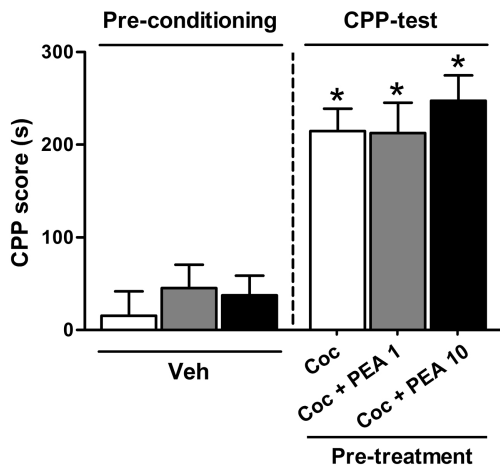 Pre-conditioning CPP-test
CPP score (s)
300
200
100
0
* * *
Veh
Coc
Coc + PEA 1
Coc + PEA 10
Pre-treatment